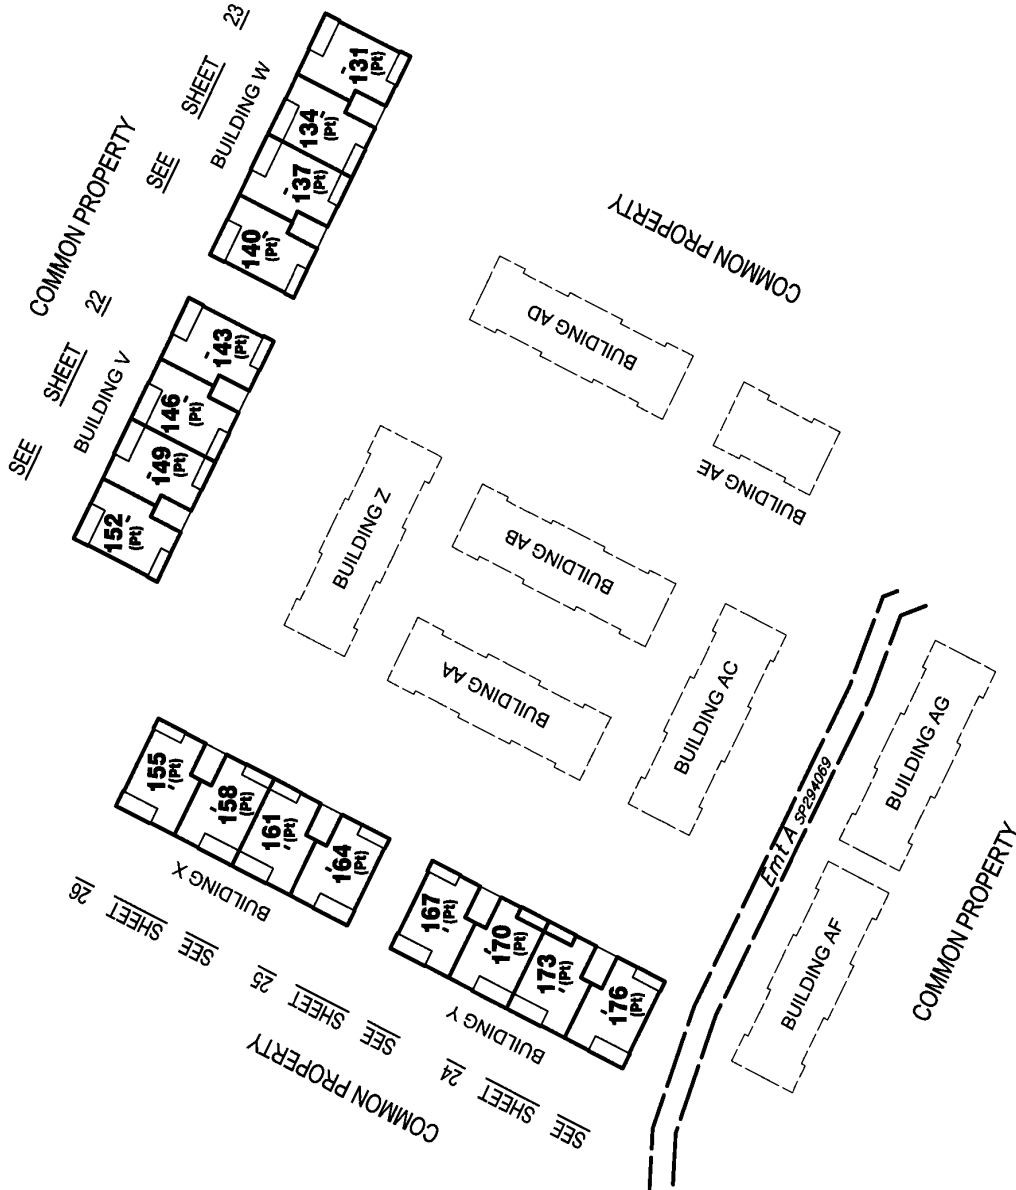 SEE SHEET 23
COMMON PROPERTY
BUILDING W
131
(Pt)
134
(Pt)
137
(Pt)
140
(Pt)
SEE SHEET 22
BUILDING V
143
(Pt)
146
(Pt)
149
(Pt)
152
(Pt)
COMMON PROPERTY
BUILDING AD
BUILDING AE
BUILDING Z
BUILDING AB
BUILDING AA
BUILDING AC
155
(Pt)
158
(Pt)
161
(Pt)
164
(Pt)
BUILDING X
SEE SHEET 26
167
(Pt)
170
(Pt)
173
(Pt)
176
(Pt)
BUILDING Y
SEE SHEET 25
COMMON PROPERTY
SEE SHEET 24
Emt A SP294069
BUILDING AG
BUILDING AF
COMMON PROPERTY